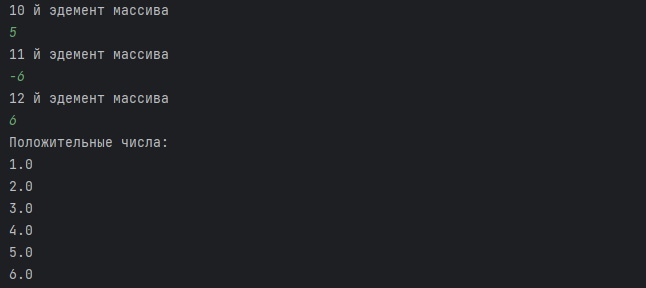 10 й эдемент массива
5
11 й эдемент массива
-6
12 й эдемент массива
6
Положительные числа:
1.0
2.0
3.0
4.0
5.0
6.0